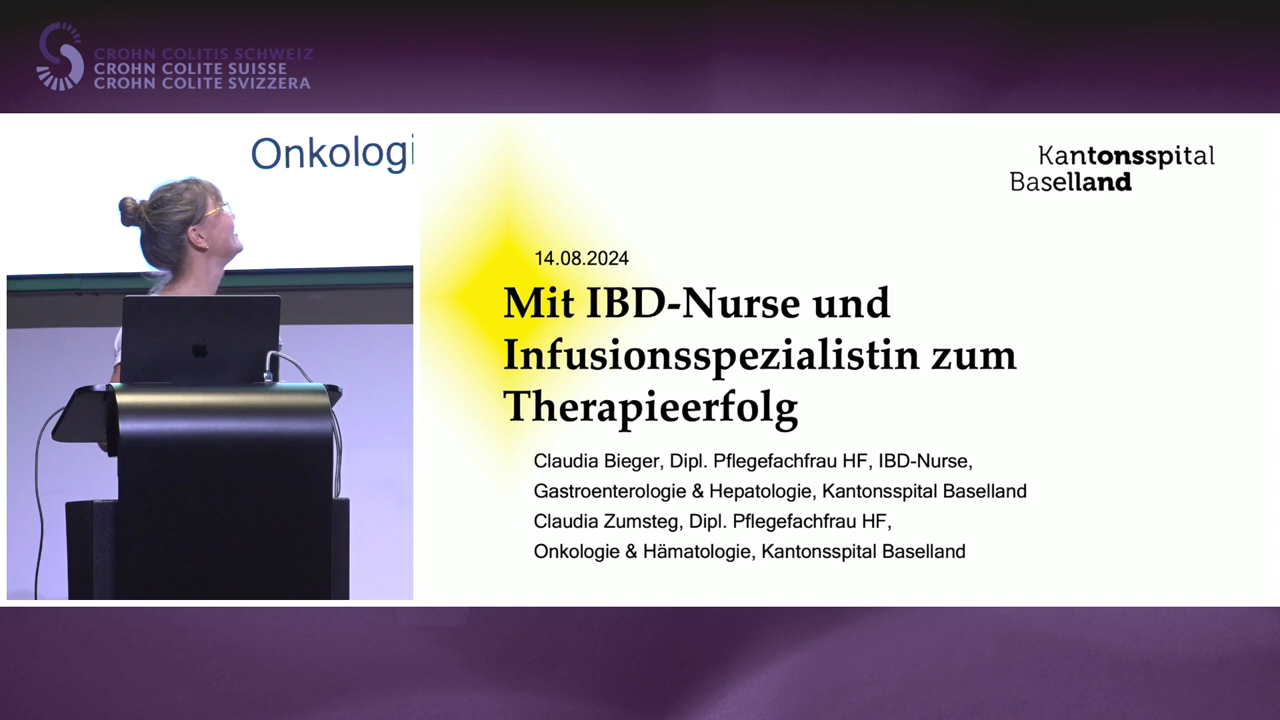 CROHN COLITIS SCHWEIZ
CROHN COLITE SUISSE
CROHN COLITE SVIZZERA
Onkologi
Kantonsspital
Baselland
14.08.2024
Mit IBD-Nurse und
Infusionsspezialistin zum
Therapieerfolg
Claudia Bieger, Dipl. Pflegefachfrau HF, IBD-Nurse,
Gastroenterologie & Hepatologie, Kantonsspital Baselland
Claudia Zumsteg, Dipl. Pflegefachfrau HF,
Onkologie & Hämatologie, Kantonsspital Baselland